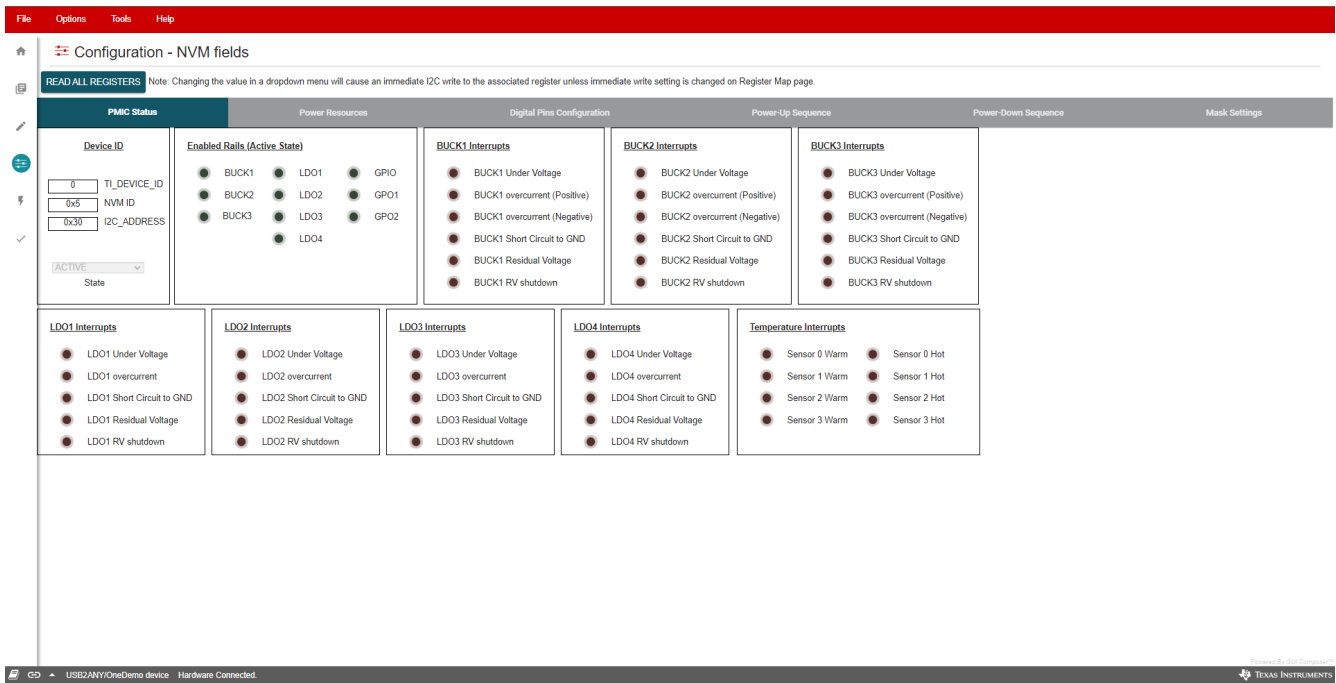 File Options Tools Help
Configuration - NVM fields
READ ALL REGISTERS Note: Changing the value in a dropdown menu will cause an immediate I2C write to the associated register unless immediate write setting is changed on Register Map page.
PMIC Status Power Resources Digital Pins Configuration Power-Up Sequence Power-Down Sequence Mask Settings
Device ID
0 TI_DEVICE_ID
0x5 NVM ID
0x30 I2C_ADDRESS
ACTIVE
State
Enabled Rails (Active State)
BUCK1 LDO1 GPIO
BUCK2 LDO2 GPO1
BUCK3 LDO3 GPO2
LDO4
BUCK1 Interrupts
BUCK1 Under Voltage
BUCK1 overcurrent (Positive)
BUCK1 overcurrent (Negative)
BUCK1 Short Circuit to GND
BUCK1 Residual Voltage
BUCK1 RV shutdown
BUCK2 Interrupts
BUCK2 Under Voltage
BUCK2 overcurrent (Positive)
BUCK2 overcurrent (Negative)
BUCK2 Short Circuit to GND
BUCK2 Residual Voltage
BUCK2 RV shutdown
BUCK3 Interrupts
BUCK3 Under Voltage
BUCK3 overcurrent (Positive)
BUCK3 overcurrent (Negative)
BUCK3 Short Circuit to GND
BUCK3 Residual Voltage
BUCK3 RV shutdown
LDO1 Interrupts
LDO1 Under Voltage
LDO1 overcurrent
LDO1 Short Circuit to GND
LDO1 Residual Voltage
LDO1 RV shutdown
LDO2 Interrupts
LDO2 Under Voltage
LDO2 overcurrent
LDO2 Short Circuit to GND
LDO2 Residual Voltage
LDO2 RV shutdown
LDO3 Interrupts
LDO3 Under Voltage
LDO3 overcurrent
LDO3 Short Circuit to GND
LDO3 Residual Voltage
LDO3 RV shutdown
LDO4 Interrupts
LDO4 Under Voltage
LDO4 overcurrent
LDO4 Short Circuit to GND
LDO4 Residual Voltage
LDO4 RV shutdown
Temperature Interrupts
Sensor 0 Warm Sensor 0 Hot
Sensor 1 Warm Sensor 1 Hot
Sensor 2 Warm Sensor 2 Hot
Sensor 3 Warm Sensor 3 Hot
Powered By GUI Composer™
USB2ANY/OneDemo device Hardware Connected.
TEXAS INSTRUMENTS